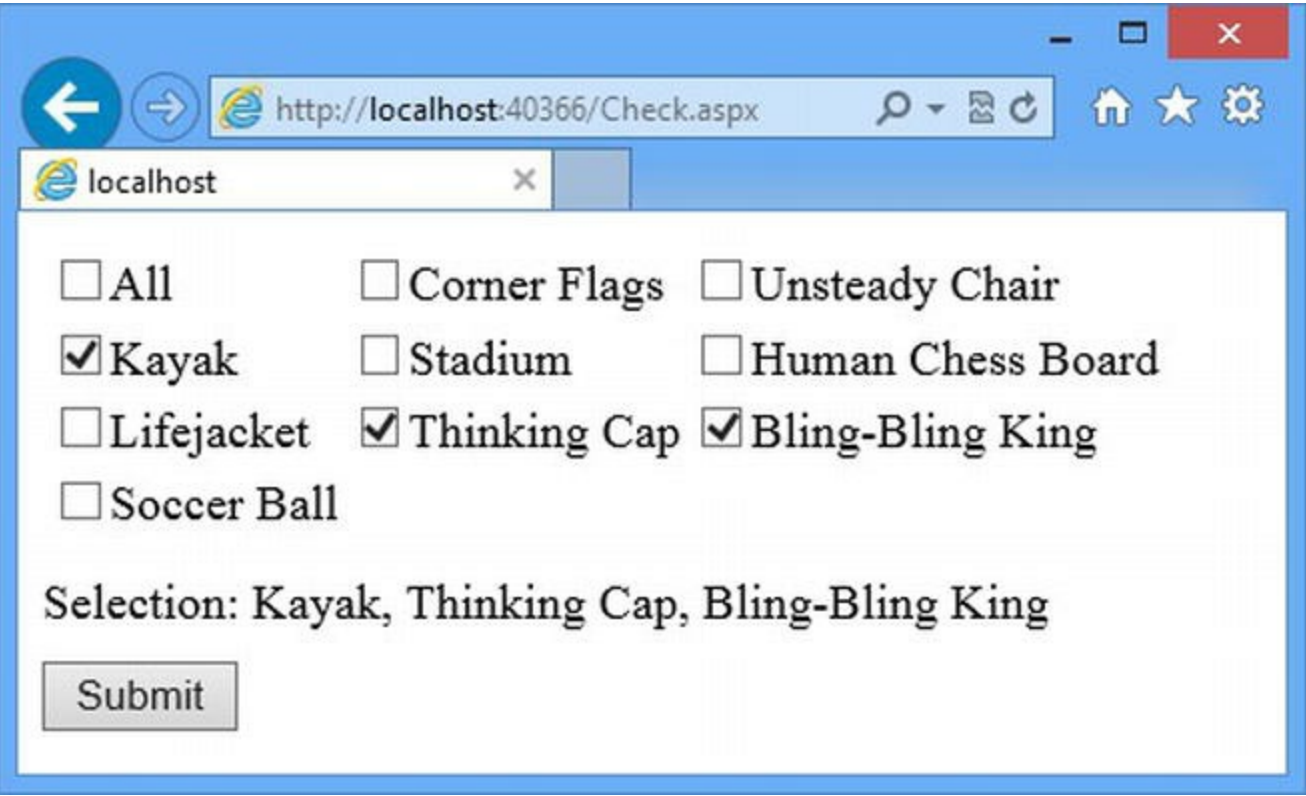 http://localhost:40366/Check.aspx
localhost
All Corner Flags Unsteady Chair
Kayak Stadium Human Chess Board
Lifejacket Thinking Cap Bling-Bling King
Soccer Ball
Selection: Kayak, Thinking Cap, Bling-Bling King
Submit